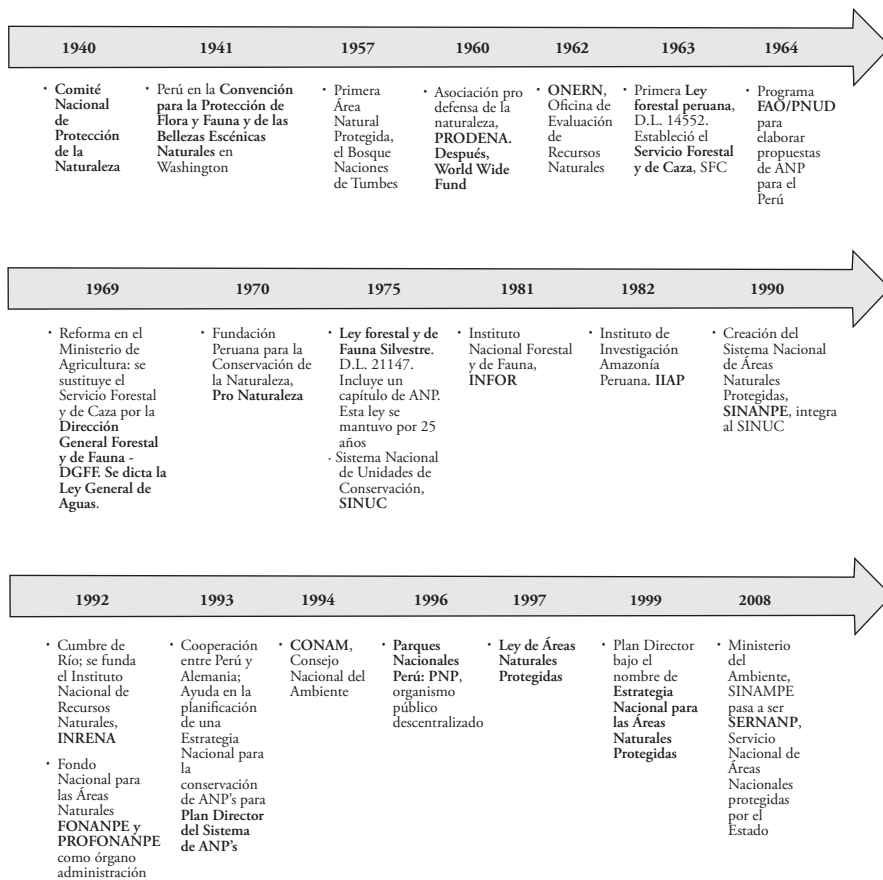 1940
1941
1957
1960
1962
1963
1964
· Comité
Nacional
de
Protección
de la
Naturaleza
· Perú en la Convención
para la Protección de
Flora y Fauna y de las
Bellezas Escénicas
Naturales en
Washington
· Primera
Área
Natural
Protegida,
el Bosque
Naciones
de Tumbes
· Asociación pro
defensa de la
naturaleza,
PRODENA.
Después,
World Wide
Fund
· ONERN,
Oficina de
Evaluación
de
Recursos
Naturales
· Primera Ley
forestal peruana,
D.L. 14552.
Estableció el
Servicio Forestal
y de Caza, SFC
· Programa
FAO/PNUD
para
elaborar
propuestas
de ANP
para el
Perú
1969
1970
1975
1981
1982
1990
· Reforma en el
Ministerio de
Agricultura: se
sustituye el
Servicio Forestal
y de Caza por la
Dirección
General Forestal
y de Fauna -
DGFF. Se dicta la
Ley General de
Aguas.
· Fundación
Peruana para la
Conservación de
la Naturaleza,
Pro Naturaleza
· Ley forestal y de
Fauna Silvestre.
D.L. 21147.
Incluye un
capítulo de ANP.
Esta ley se
mantuvo por 25
años
· Sistema Nacional
de Unidades de
Conservación,
SINUC
· Instituto
Nacional Forestal
y de Fauna,
INFOR
· Instituto de
Investigación
Amazonía
Peruana. IIAP
· Creación del
Sistema Nacional
de Áreas
Naturales
Protegidas,
SINANPE, integra
al SINUC
1992
1993
1994
1996
1997
1999
2008
· Cumbre de
Río; se funda
el Instituto
Nacional de
Recursos
Naturales,
INRENA
· Fondo
Nacional para
las Áreas
Naturales
FONANPE y
PROFONANPE
como órgano
administración
· Cooperación
entre Perú y
Alemania;
Ayuda en la
planificación
de una
Estrategia
Nacional para
la
conservación
de ANP's para
Plan Director
del Sistema
de ANP's
· CONAM,
Consejo
Nacional del
Ambiente
· Parques
Nacionales
Perú: PNP,
organismo
público
descentralizado
· Ley de Áreas
Naturales
Protegidas
· Plan Director
bajo el
nombre de
Estrategia
Nacional para
las Áreas
Naturales
Protegidas
· Ministerio
del
Ambiente,
SINAMPE
pasa a ser
SERNANP,
Servicio
Nacional de
Áreas
Nacionales
protegidas
por el
Estado